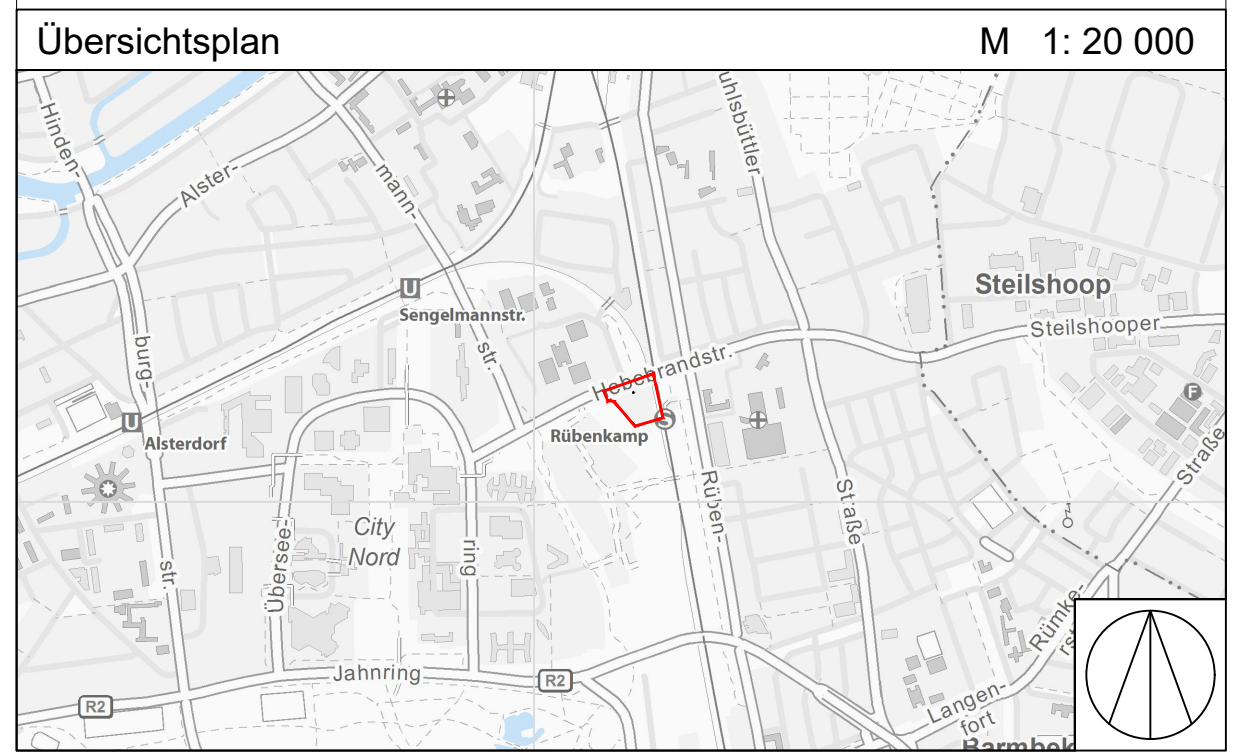 Übersichtsplan
M 1: 20 000
Hinden-
burg-
str.
Alster-
mann-
str.
uhlsbüttler
Straße
U
Sengelmannstr.
Steilshoop
Steilshooper
Straße
Hebebrandstr.
U
Alsterdorf
Rübenkamp
S
F
Rüben-
City
Nord
Übersee-
ring
Jahnring
R2
R2
Rümke-
Langen-
fort
Barmbek